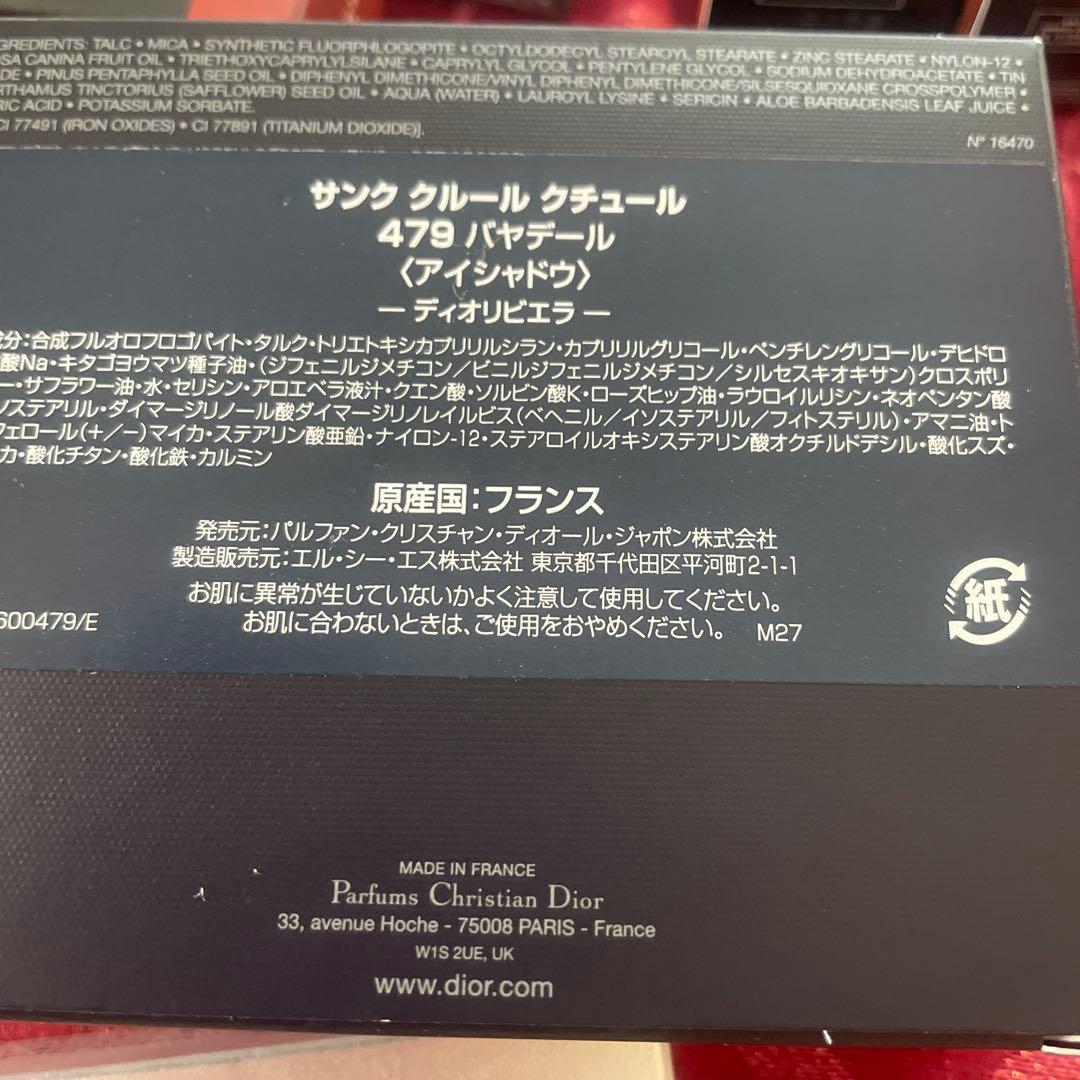 INGREDIENTS: TALC • MICA • SYNTHETIC FLUORPHLOGOPITE • OCTYLDODECYL STEAROYL STEARATE • ZINC STEARATE • NYLON-12 •
CANINA FRUIT OIL • TRIETHOXYCAPRYLYLSILANE • CAPRYLYL GLYCOL • PENTYLENE GLYCOL • SODIUM DEHYDROACETATE • TIN
• PINUS PENTAPHYLLA SEED OIL • DIPHENYL DIMETHICONE/VINYL DIPHENYL DIMETHICONE/SILSESQUIOXANE CROSSPOLYMER •
TINCTORIUS (SAFFLOWER) SEED OIL • AQUA (WATER) • LAUROYL LYSINE • SERICIN • ALOE BARBADENSIS LEAF JUICE •
ACID • POTASSIUM SORBATE.
CI 77491 (IRON OXIDES) • CI 77891 (TITANIUM DIOXIDE)].
N° 16470
サンク クルール クチュール
479 バヤデール
〈アイシャドウ〉
— ディオリビエラ —
分:合成フルオロフロゴパイト・タルク・トリエトキシカプリリルシラン・カプリリルグリコール・ペンチレングリコール・デヒドロ
酸Na・キタゴヨウマツ種子油・(ジフェニルジメチコン/ビニルジフェニルジメチコン/シルセスキオキサン)クロスポリ
ー・サフラワー油・水・セリシン・アロエベラ液汁・クエン酸・ソルビン酸K・ローズヒップ油・ラウロイルリシン・ネオペンタン酸
ソステアリル・ダイマージリノール酸ダイマージリノレイルビス(ベヘニル/イソステアリル/フィトステリル)・アマニ油・ト
フェロール(+/−)マイカ・ステアリン酸亜鉛・ナイロン-12・ステアロイルオキシステアリン酸オクチルドデシル・酸化スズ・
カ・酸化チタン・酸化鉄・カルミン
原産国:フランス
発売元:パルファン・クリスチャン・ディオール・ジャポン株式会社
製造販売元:エル・シー・エス株式会社 東京都千代田区平河町2-1-1
お肌に異常が生じていないかよく注意して使用してください。
お肌に合わないときは、ご使用をおやめください。 M27
600479/E
紙
MADE IN FRANCE
Parfums Christian Dior
33, avenue Hoche - 75008 PARIS - France
W1S 2UE, UK
www.dior.com